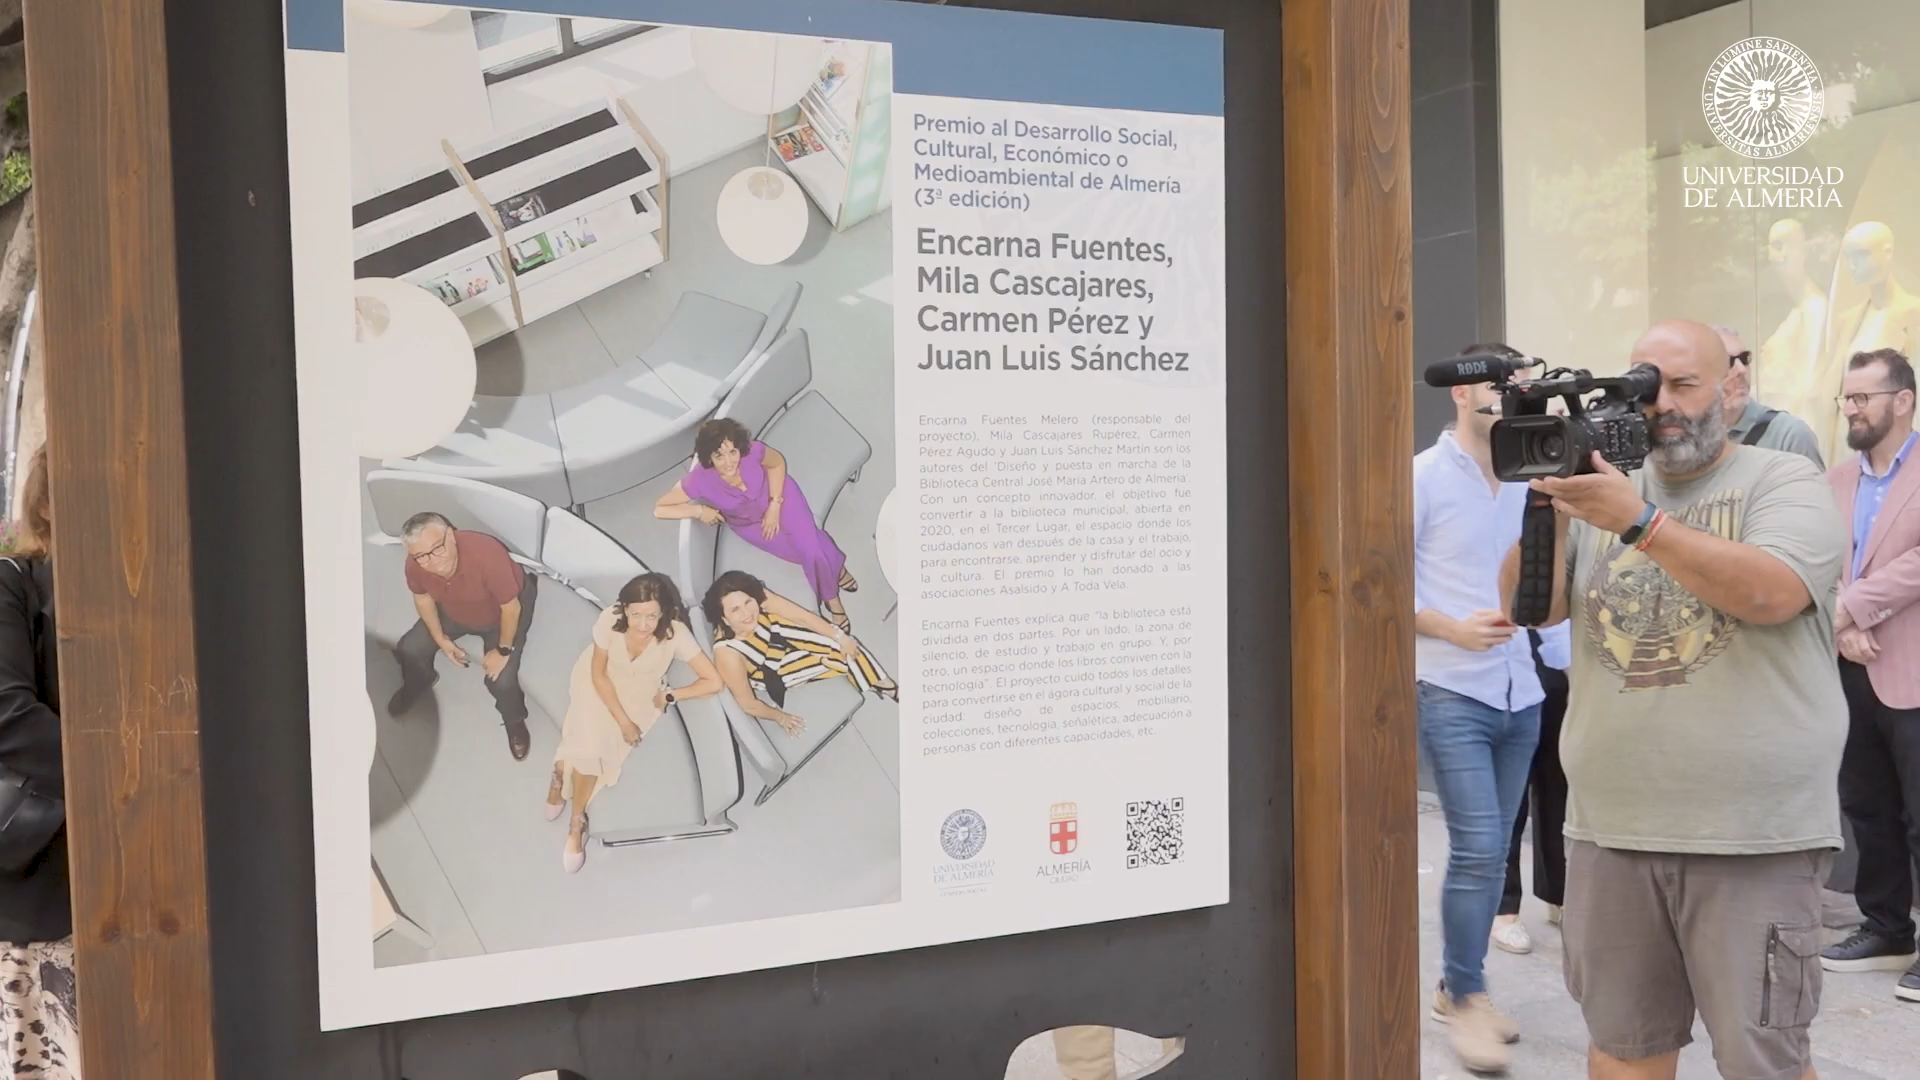 IN LUMINE SAPIENTIA
UNIVERSITAS ALMERIENSIS
UNIVERSIDAD
DE ALMERÍA
Premio al Desarrollo Social,
Cultural, Económico o
Medioambiental de Almería
(3ª edición)
Encarna Fuentes,
Mila Cascajares,
Carmen Pérez y
Juan Luis Sánchez
Encarna Fuentes Melero (responsable del
proyecto), Mila Cascajares Rupérez, Carmen
Pérez Agudo y Juan Luis Sánchez Martín son los
autores del 'Diseño y puesta en marcha de la
Biblioteca Central José María Artero de Almería'.
Con un concepto innovador, el objetivo fue
convertir a la biblioteca municipal, abierta en
2020, en el Tercer Lugar, el espacio donde los
ciudadanos van después de la casa y el trabajo,
para encontrarse, aprender y disfrutar del ocio y
la cultura. El premio lo han donado a las
asociaciones Asalsido y A Toda Vela.
Encarna Fuentes explica que "la biblioteca está
dividida en dos partes. Por un lado, la zona de
silencio, de estudio y trabajo en grupo. Y, por
otro, un espacio donde los libros conviven con la
tecnología". El proyecto cuidó todos los detalles
para convertirse en el ágora cultural y social de la
ciudad: diseño de espacios, mobiliario,
colecciones, tecnología, señalética, adecuación a
personas con diferentes capacidades, etc.
UNIVERSIDAD
DE ALMERÍA
ALMERÍA
CIUDAD
RØDE